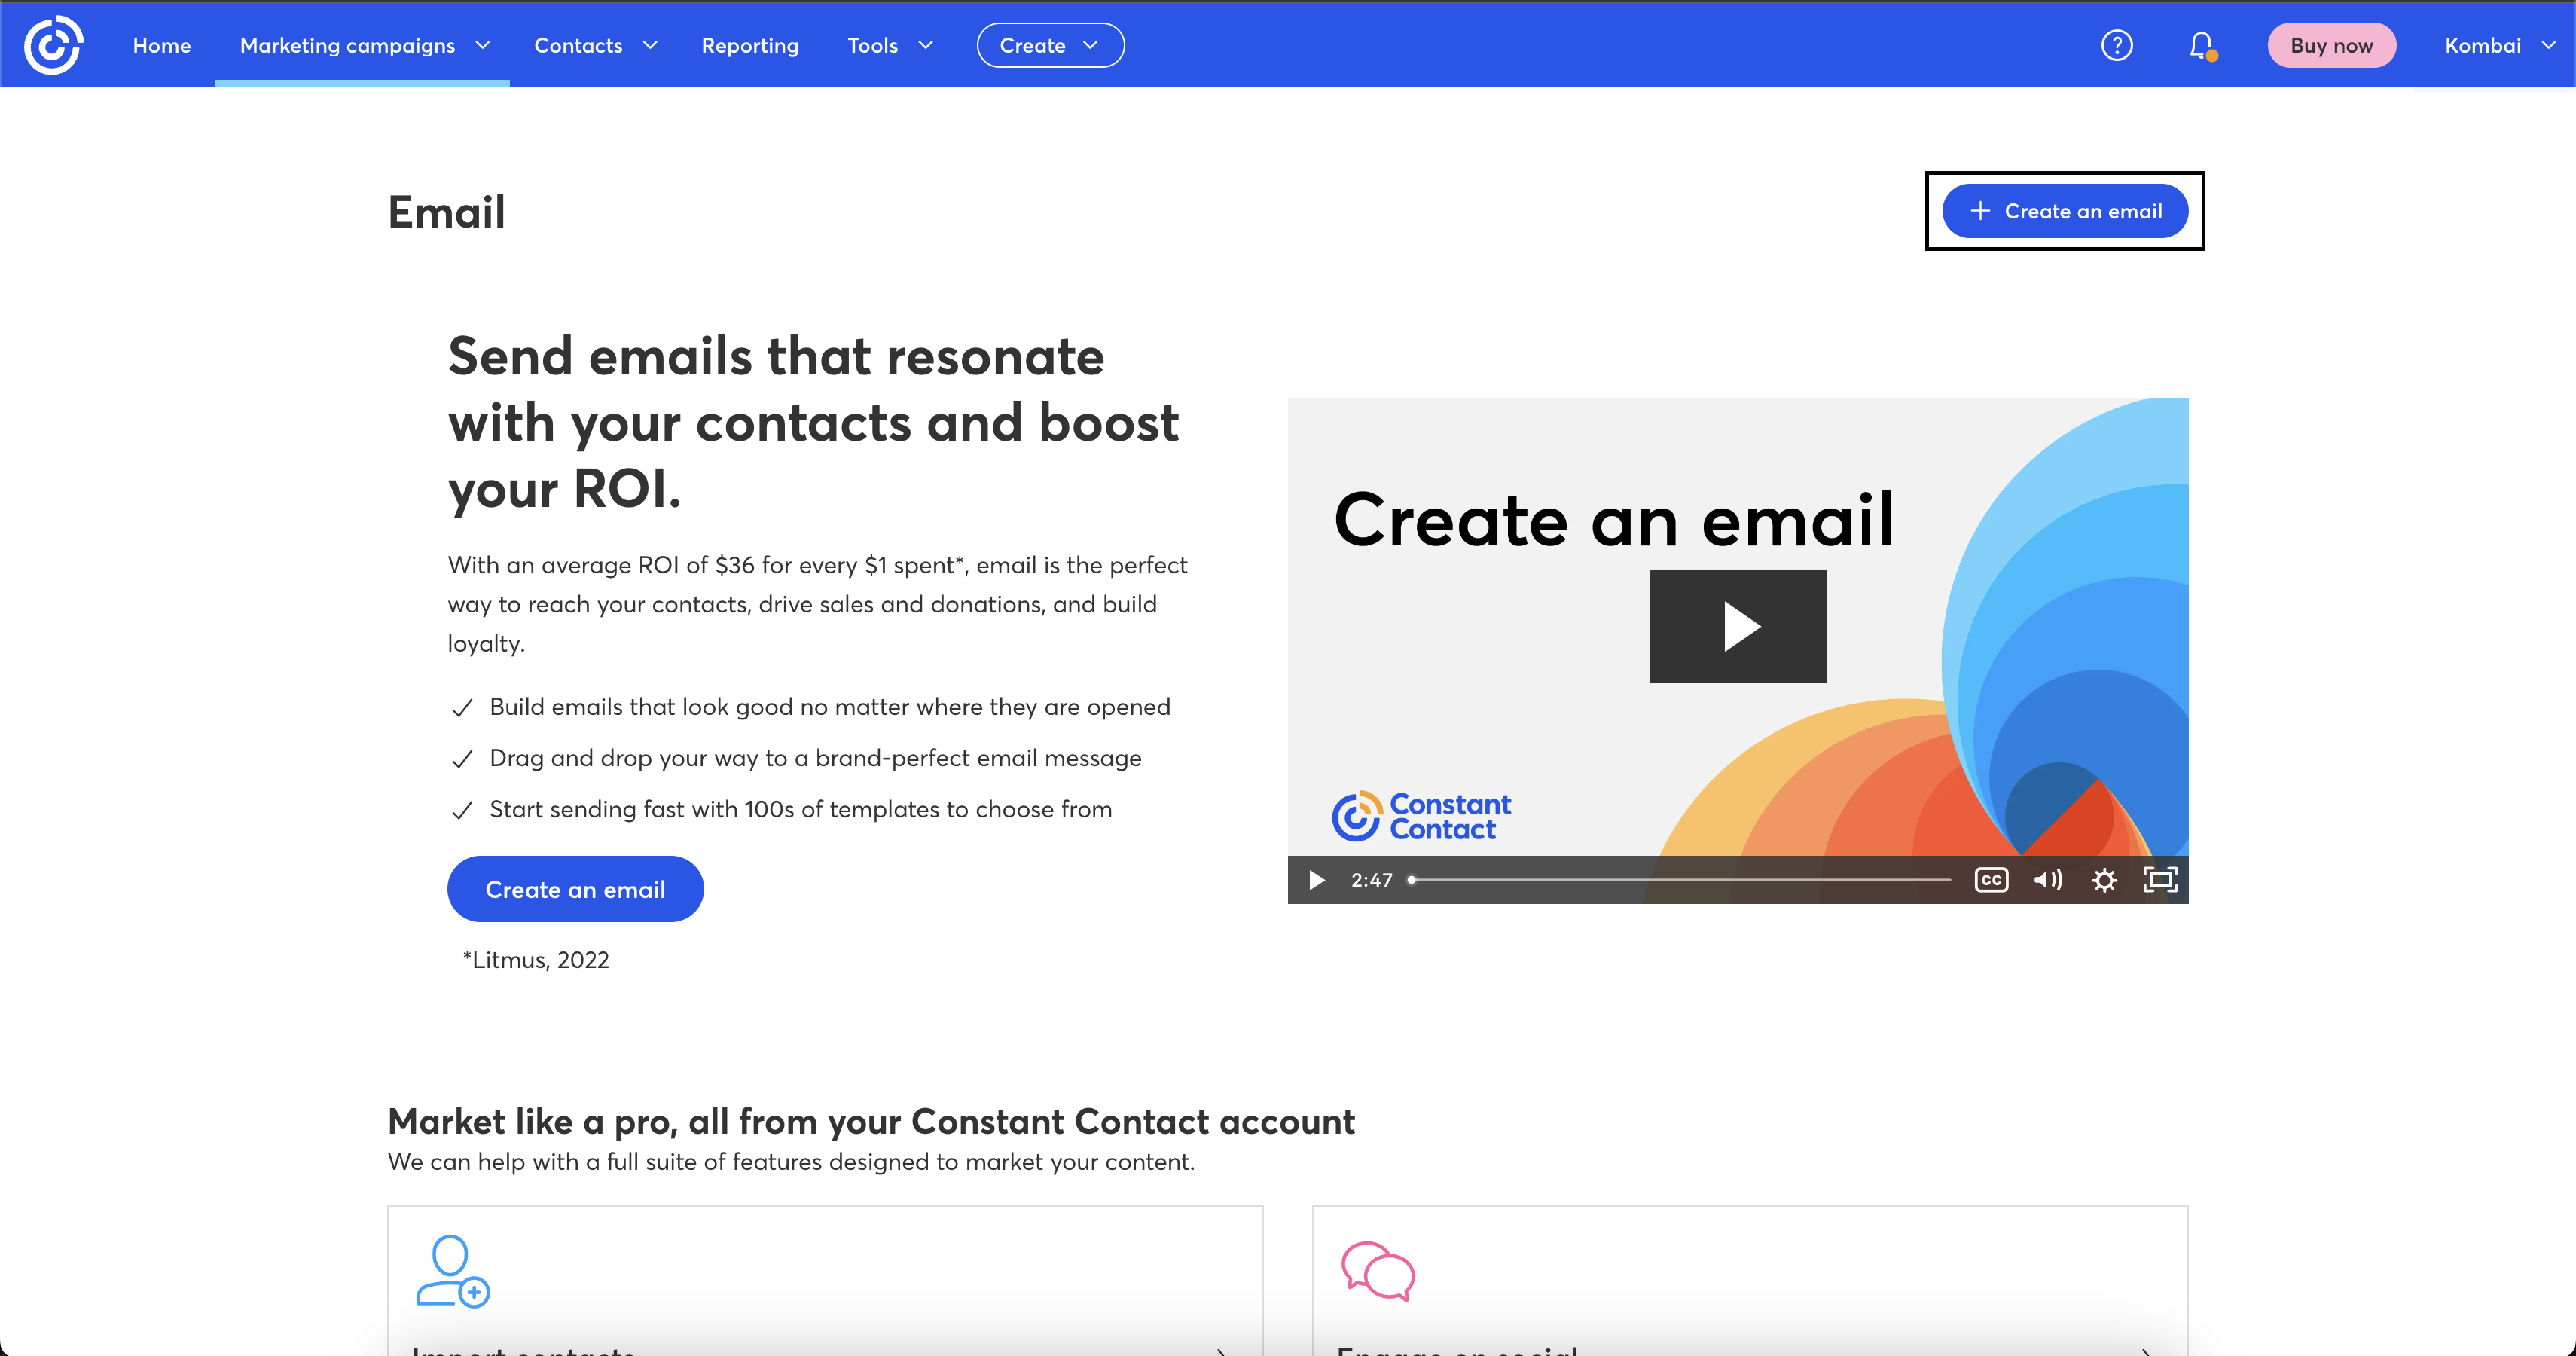 Home Marketing campaigns Contacts Reporting Tools Create ? Buy now Kombai
Email
+ Create an email
Send emails that resonate
with your contacts and boost
your ROI.
With an average ROI of $36 for every $1 spent*, email is the perfect
way to reach your contacts, drive sales and donations, and build
loyalty.
Build emails that look good no matter where they are opened
Drag and drop your way to a brand-perfect email message
Start sending fast with 100s of templates to choose from
Create an email
*Litmus, 2022
Create an email
Constant
Contact
2:47 CC
Market like a pro, all from your Constant Contact account
We can help with a full suite of features designed to market your content.
Import contacts
Engage on social